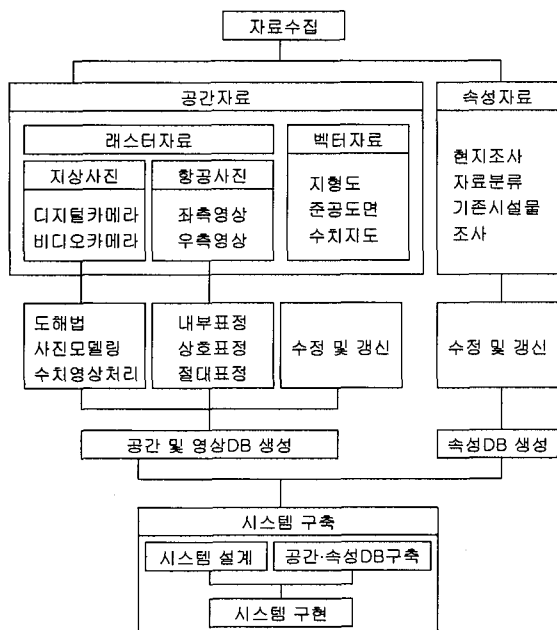 자료수집
공간자료
래스터자료
지상사진
디지털카메라
비디오카메라
항공사진
좌측영상
우측영상
벡터자료
지형도
준공도면
수치지도
속성자료
현지조사
자료분류
기존시설물
조사
도해법
사진모델링
수치영상처리
내부표정
상호표정
절대표정
수정 및 갱신
수정 및 갱신
공간 및 영상DB 생성
속성DB 생성
시스템 구축
시스템 설계
공간·속성DB구축
시스템 구현